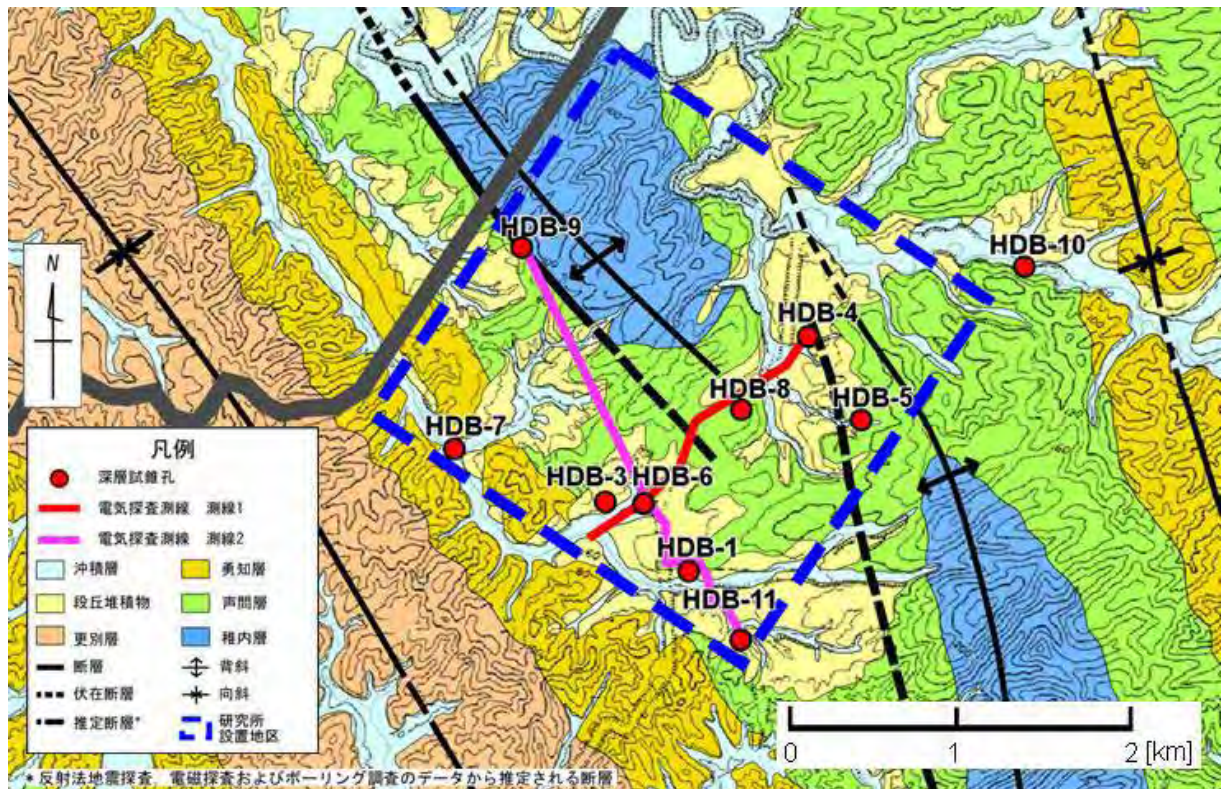 HDB-9
HDB-10
HDB-4
HDB-8
HDB-5
HDB-7
HDB-3
HDB-6
HDB-1
HDB-11
N
凡例
深層試錐孔
電気探査測線 測線1
電気探査測線 測線2
沖積層
勇知層
段丘堆積物
声問層
更別層
稚内層
断層
背斜
伏在断層
向斜
推定断層*
研究所
設置地区
* 反射法地震探査，電磁探査およびボーリング調査のデータから推定される断層
0 1 2 [km]